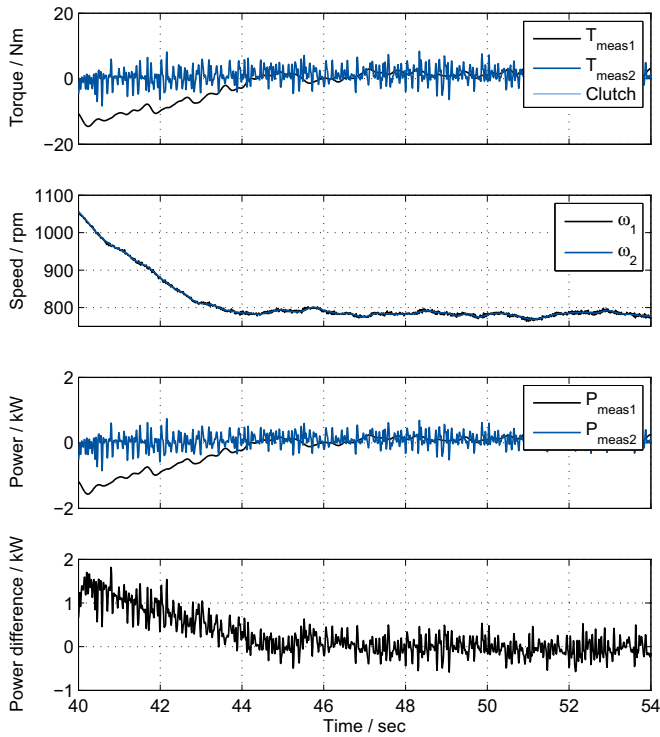 Torque / Nm
20
0
−20
T_meas1
T_meas2
Clutch
Speed / rpm
1100
1000
900
800
ω_1
ω_2
Power / kW
2
0
−2
P_meas1
P_meas2
Power difference / kW
2
1
0
−1
40 42 44 46 48 50 52 54
Time / sec